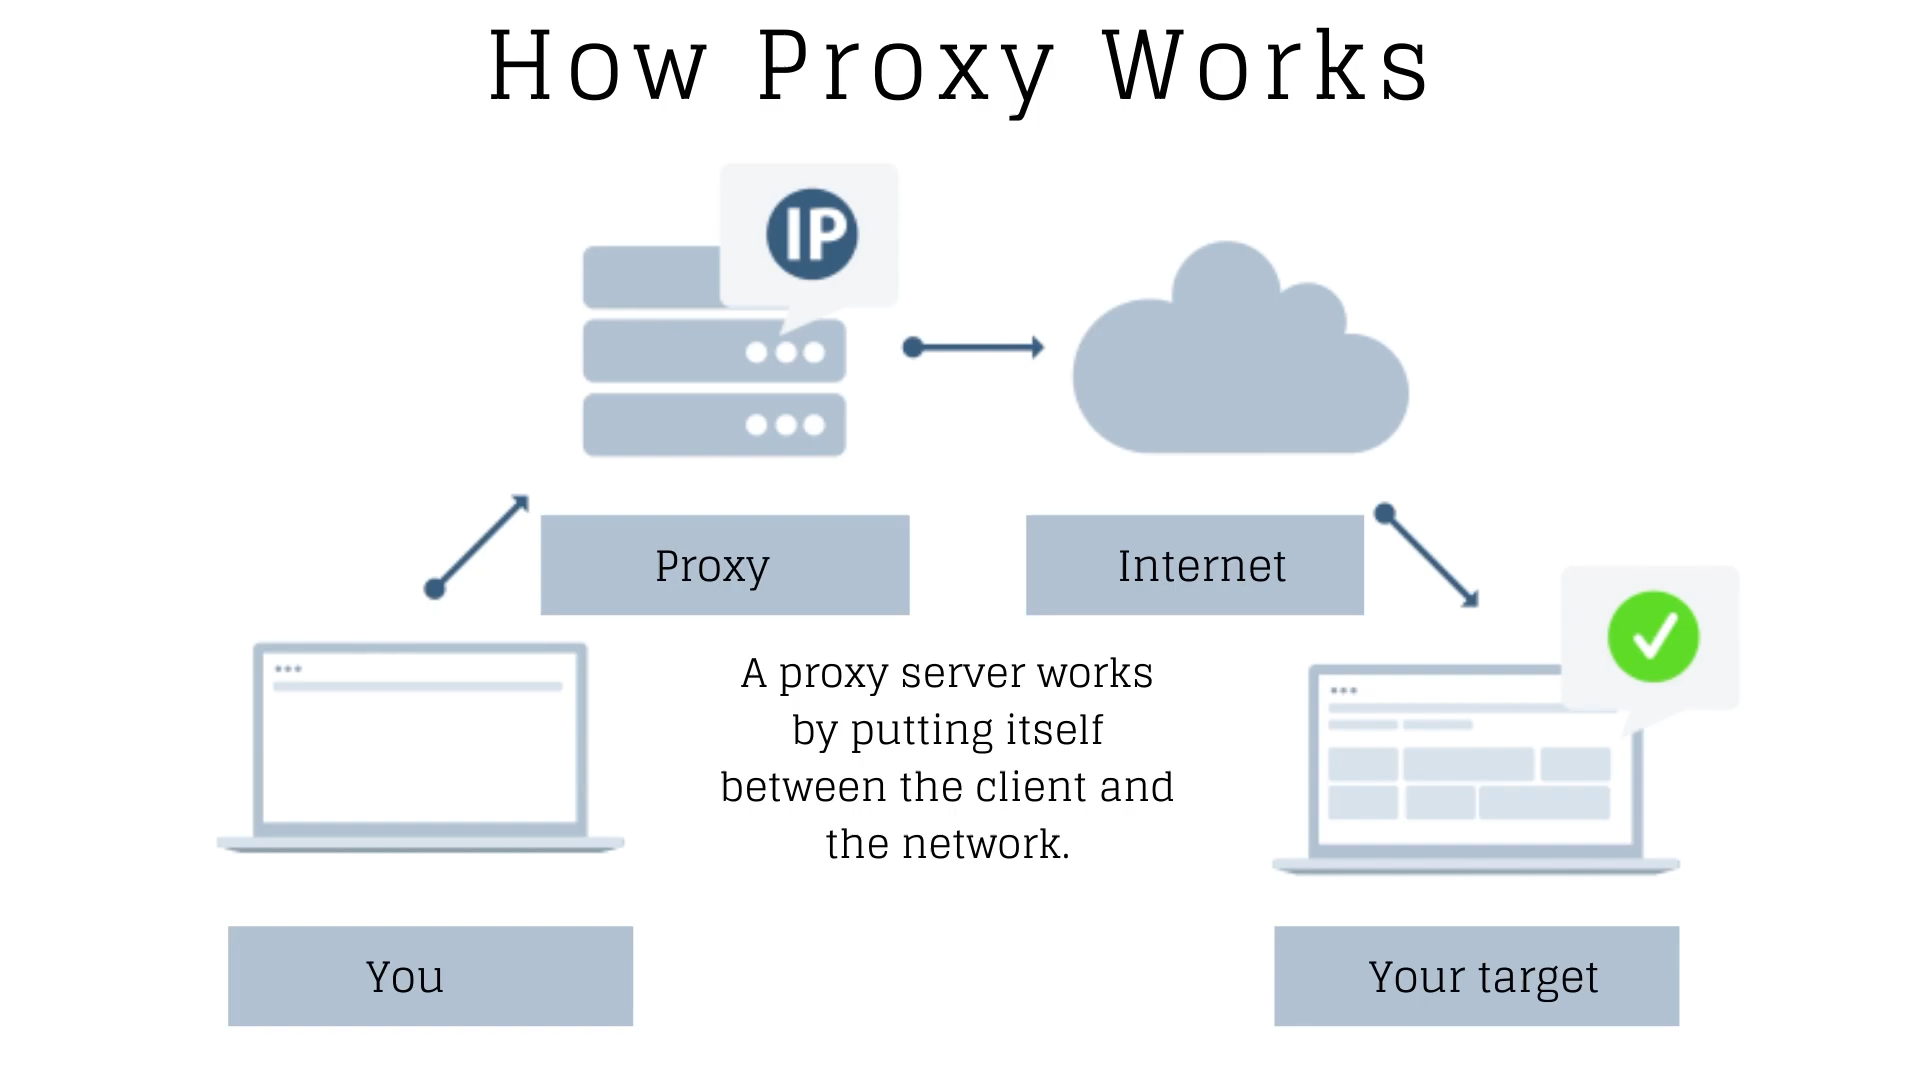 How Proxy Works
IP
Proxy
Internet
A proxy server works
by putting itself
between the client and
the network.
You
Your target